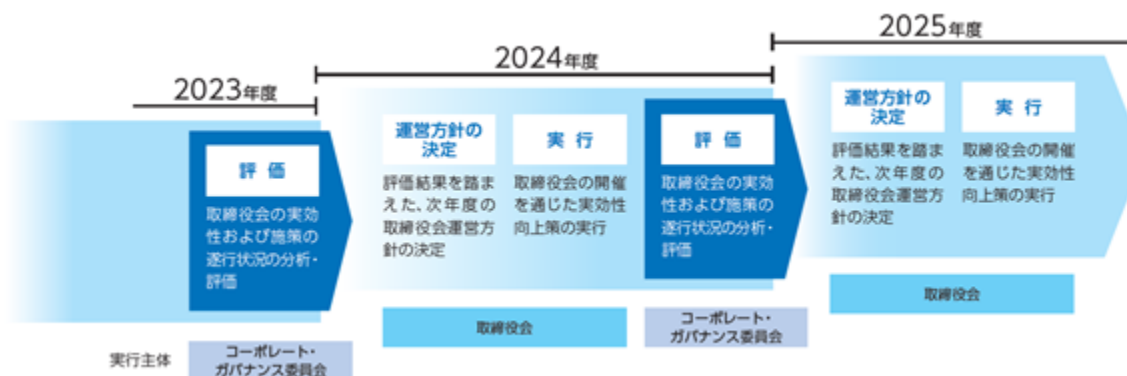 2023年度
評 価
取締役会の実効
性および施策の
遂行状況の分析・
評価
実行主体
コーポレート・
ガバナンス委員会
2024年度
運営方針の
決定
評価結果を踏ま
えた、次年度の
取締役会運営方
針の決定
実 行
取締役会の開催
を通じた実効性
向上策の実行
取締役会
評 価
取締役会の実効
性および施策の
遂行状況の分析・
評価
コーポレート・
ガバナンス委員会
2025年度
運営方針の
決定
評価結果を踏ま
えた、次年度の
取締役会運営方
針の決定
実 行
取締役会の開催
を通じた実効性
向上策の実行
取締役会